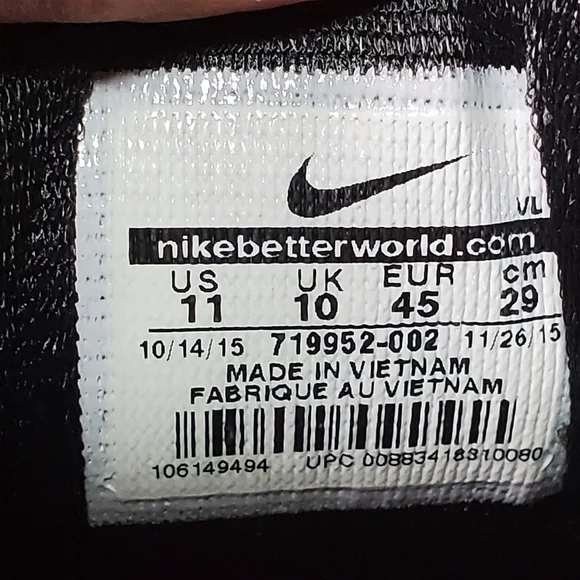 VL
nikebetterworld.com
US UK EUR cm
11 10 45 29
10/14/15 719952-002 11/26/15
MADE IN VIETNAM
FABRIQUE AU VIETNAM
106149494 UPC 00883418310080